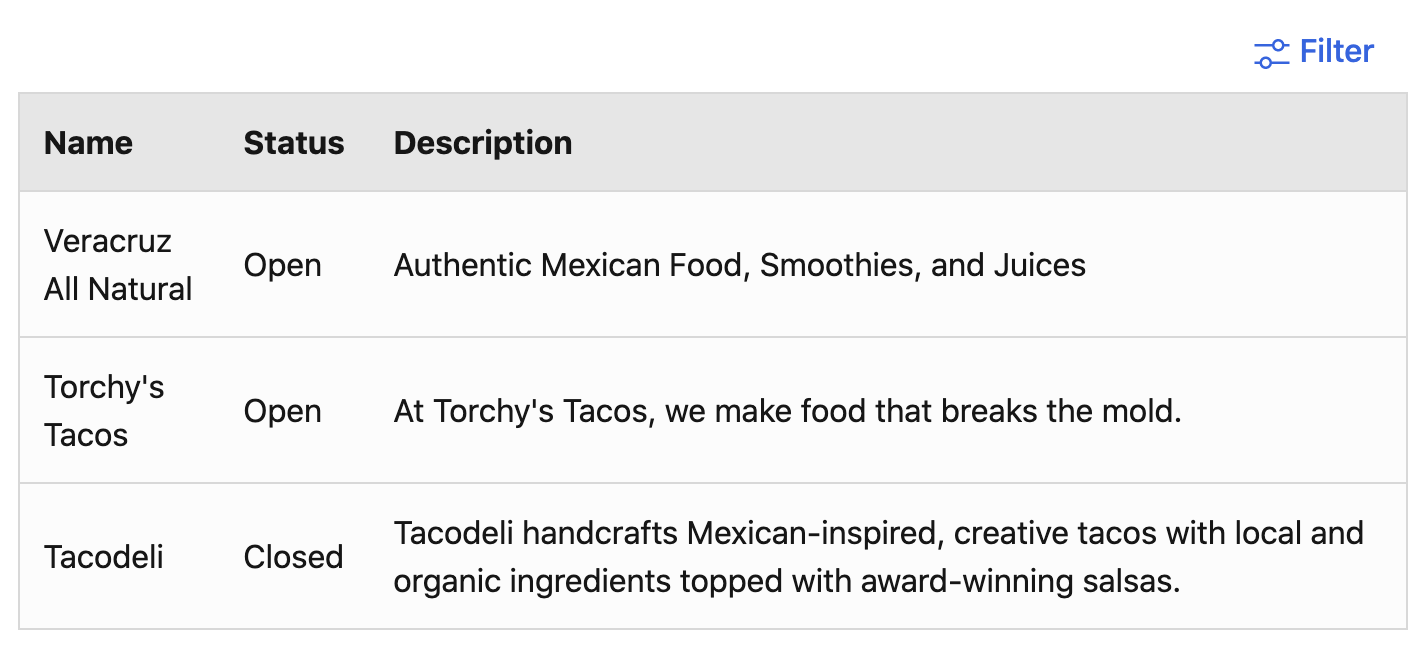 Filter
Name Status Description
Veracruz
All Natural
Open
Authentic Mexican Food, Smoothies, and Juices
Torchy's
Tacos
Open
At Torchy's Tacos, we make food that breaks the mold.
Tacodeli
Closed
Tacodeli handcrafts Mexican-inspired, creative tacos with local and
organic ingredients topped with award-winning salsas.